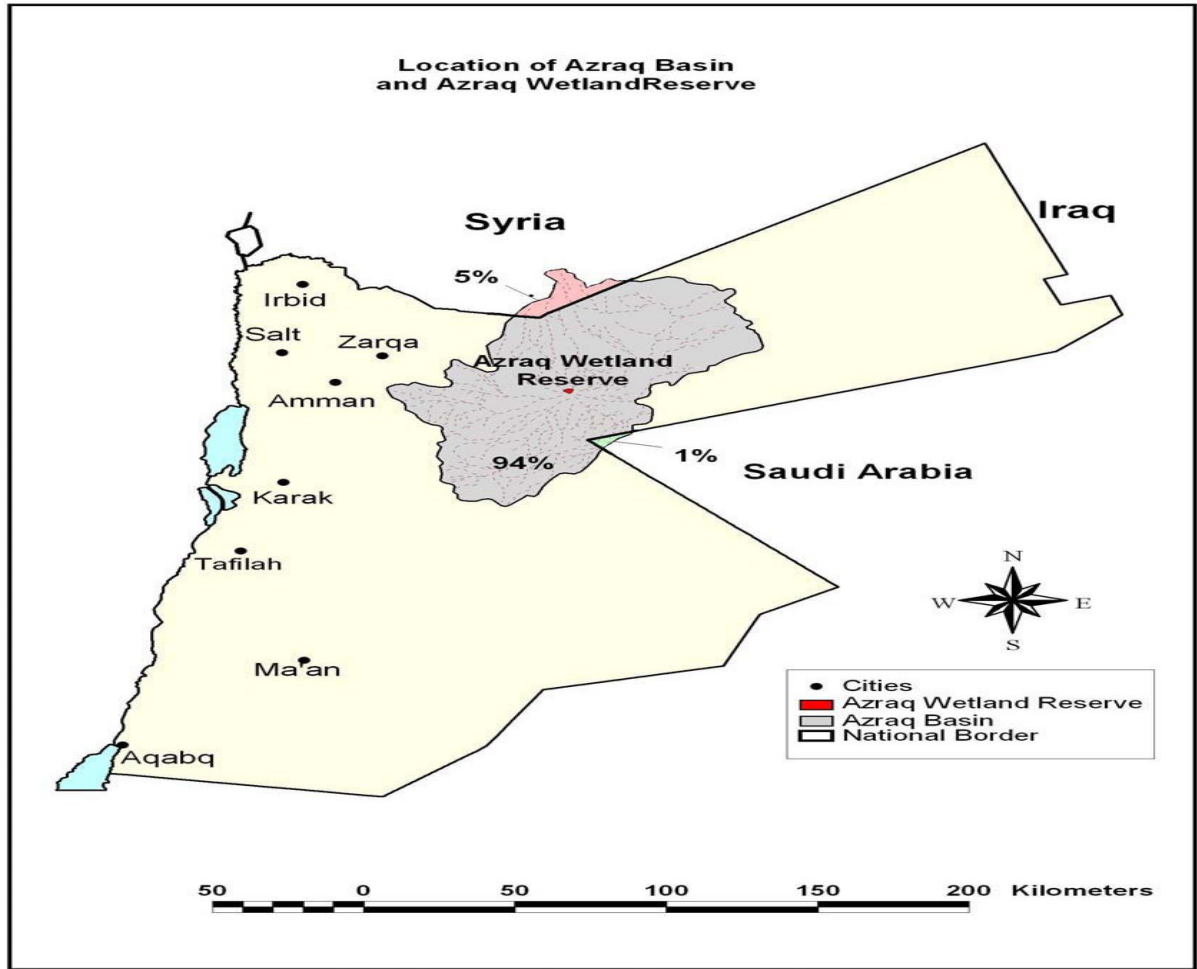 Location of Azraq Basin
and Azraq WetlandReserve
Iraq
Syria
5%
Irbid
Salt
Zarqa
Azraq Wetland
Reserve
Amman
94%
1%
Saudi Arabia
Karak
Tafilah
N
W
E
S
Ma'an
Aqabq
Cities
Azraq Wetland Reserve
Azraq Basin
National Border
50 0 50 100 150 200 Kilometers